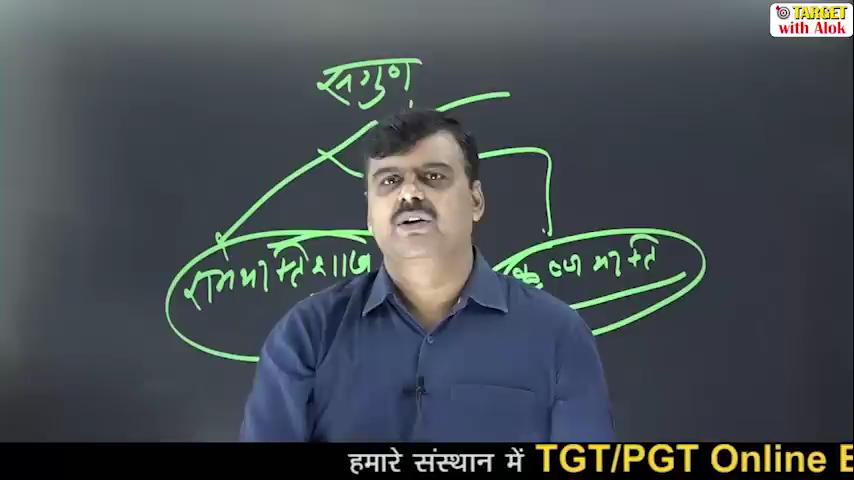 TARGET
with Alok
सगुण
रामभक्ति शाखा
कृष्ण भक्ति
हमारे संस्थान में TGT/PGT Online